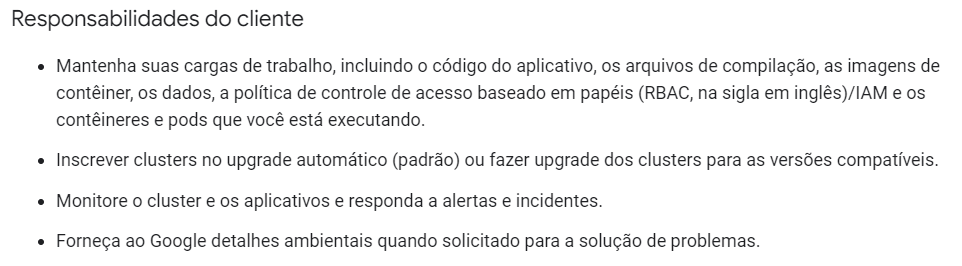 Responsabilidades do cliente
• Mantenha suas cargas de trabalho, incluindo o código do aplicativo, os arquivos de compilação, as imagens de
contêiner, os dados, a política de controle de acesso baseado em papéis (RBAC, na sigla em inglês)/IAM e os
contêineres e pods que você está executando.
• Inscrever clusters no upgrade automático (padrão) ou fazer upgrade dos clusters para as versões compatíveis.
• Monitore o cluster e os aplicativos e responda a alertas e incidentes.
• Forneça ao Google detalhes ambientais quando solicitado para a solução de problemas.